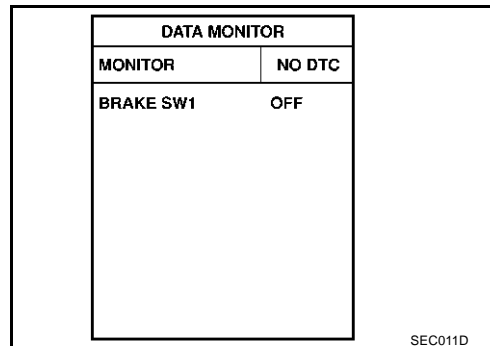 DATA MONITOR
MONITOR NO DTC
BRAKE SW1 OFF
SEC011D